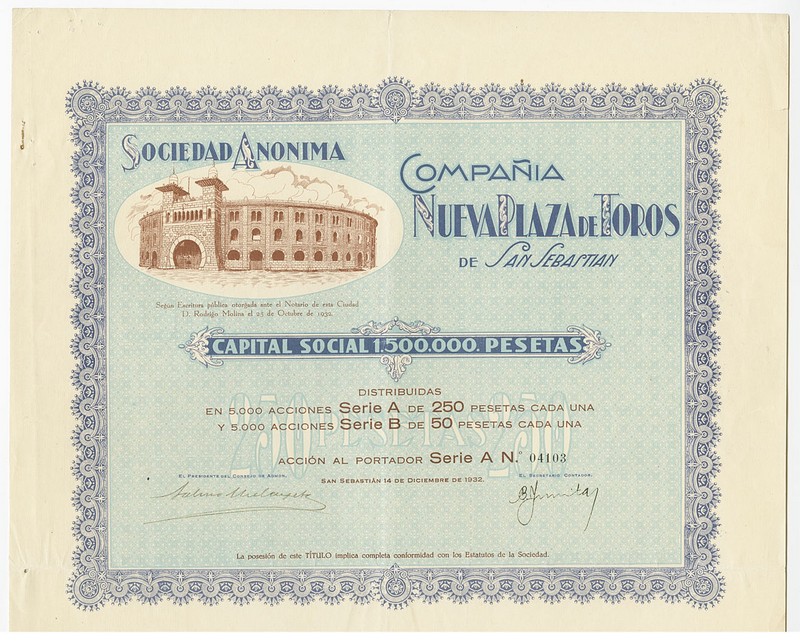 SOCIEDAD ANONIMA
COMPAÑIA
NUEVA PLAZA DE TOROS
DE SAN SEBASTIAN
Según Escritura pública otorgada ante el Notario de esta Ciudad
D. Rodrigo Molina el 25 de Octubre de 1932.
CAPITAL SOCIAL 1.500.000. PESETAS
DISTRIBUIDAS
EN 5.000 ACCIONES Serie A DE 250 PESETAS CADA UNA
Y 5.000 ACCIONES Serie B DE 50 PESETAS CADA UNA
250 PESETAS 250
ACCIÓN AL PORTADOR Serie A N.º 04103
EL PRESIDENTE DEL CONSEJO DE ADMON.
EL SECRETARIO CONTADOR,
SAN SEBASTIÁN 14 DE DICIEMBRE DE 1932.
La posesión de este TÍTULO implica completa conformidad con los Estatutos de la Sociedad.